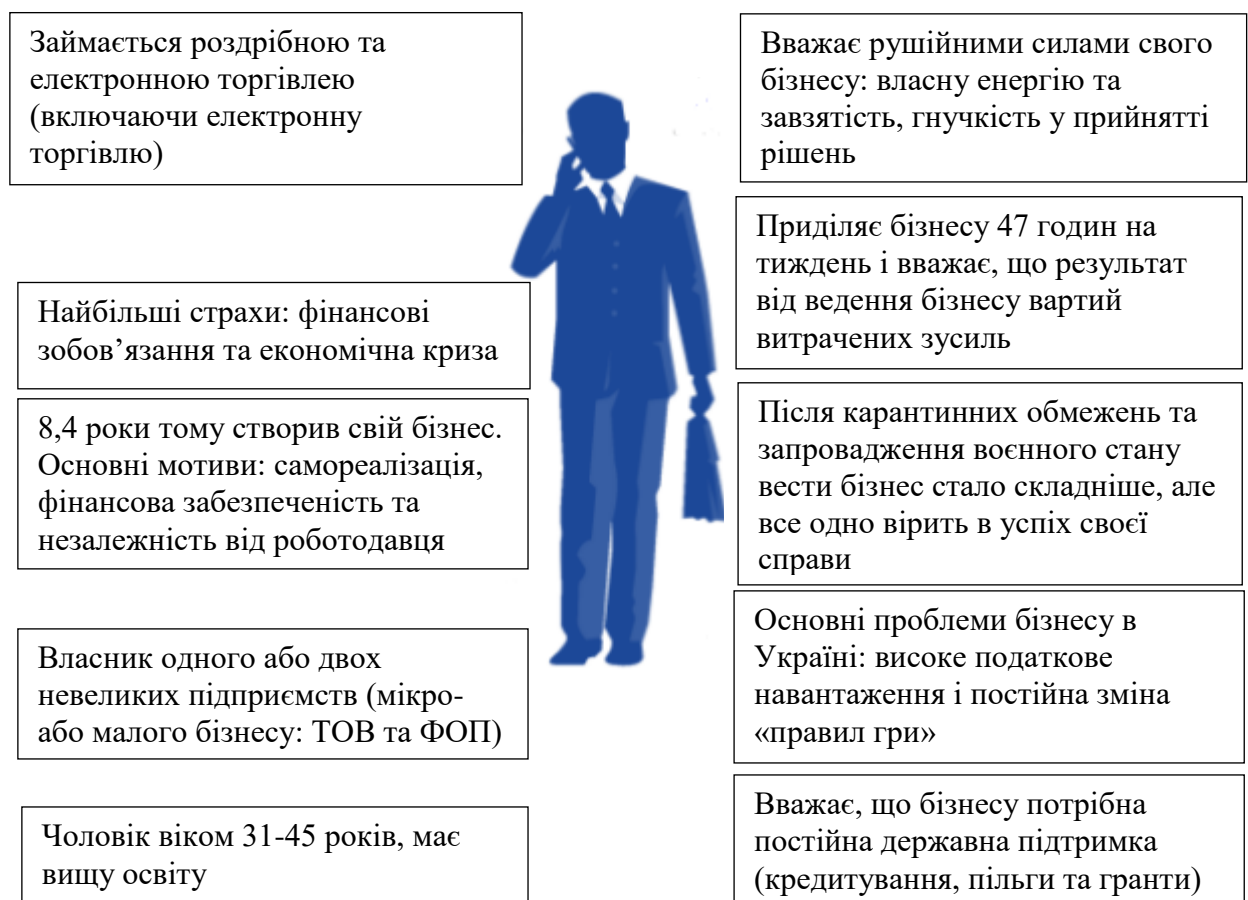 Займається роздрібною та
електронною торгівлею
(включаючи електронну
торгівлю)
Найбільші страхи: фінансові
зобов’язання та економічна криза
8,4 роки тому створив свій бізнес.
Основні мотиви: самореалізація,
фінансова забезпеченість та
незалежність від роботодавця
Власник одного або двох
невеликих підприємств (мікро-
або малого бізнесу: ТОВ та ФОП)
Чоловік віком 31-45 років, має
вищу освіту
Вважає рушійними силами свого
бізнесу: власну енергію та
завзятість, гнучкість у прийнятті
рішень
Приділяє бізнесу 47 годин на
тиждень і вважає, що результат
від ведення бізнесу вартий
витрачених зусиль
Після карантинних обмежень та
запровадження воєнного стану
вести бізнес стало складніше, але
все одно вірить в успіх своєї
справи
Основні проблеми бізнесу в
Україні: високе податкове
навантаження і постійна зміна
«правил гри»
Вважає, що бізнесу потрібна
постійна державна підтримка
(кредитування, пільги та гранти)